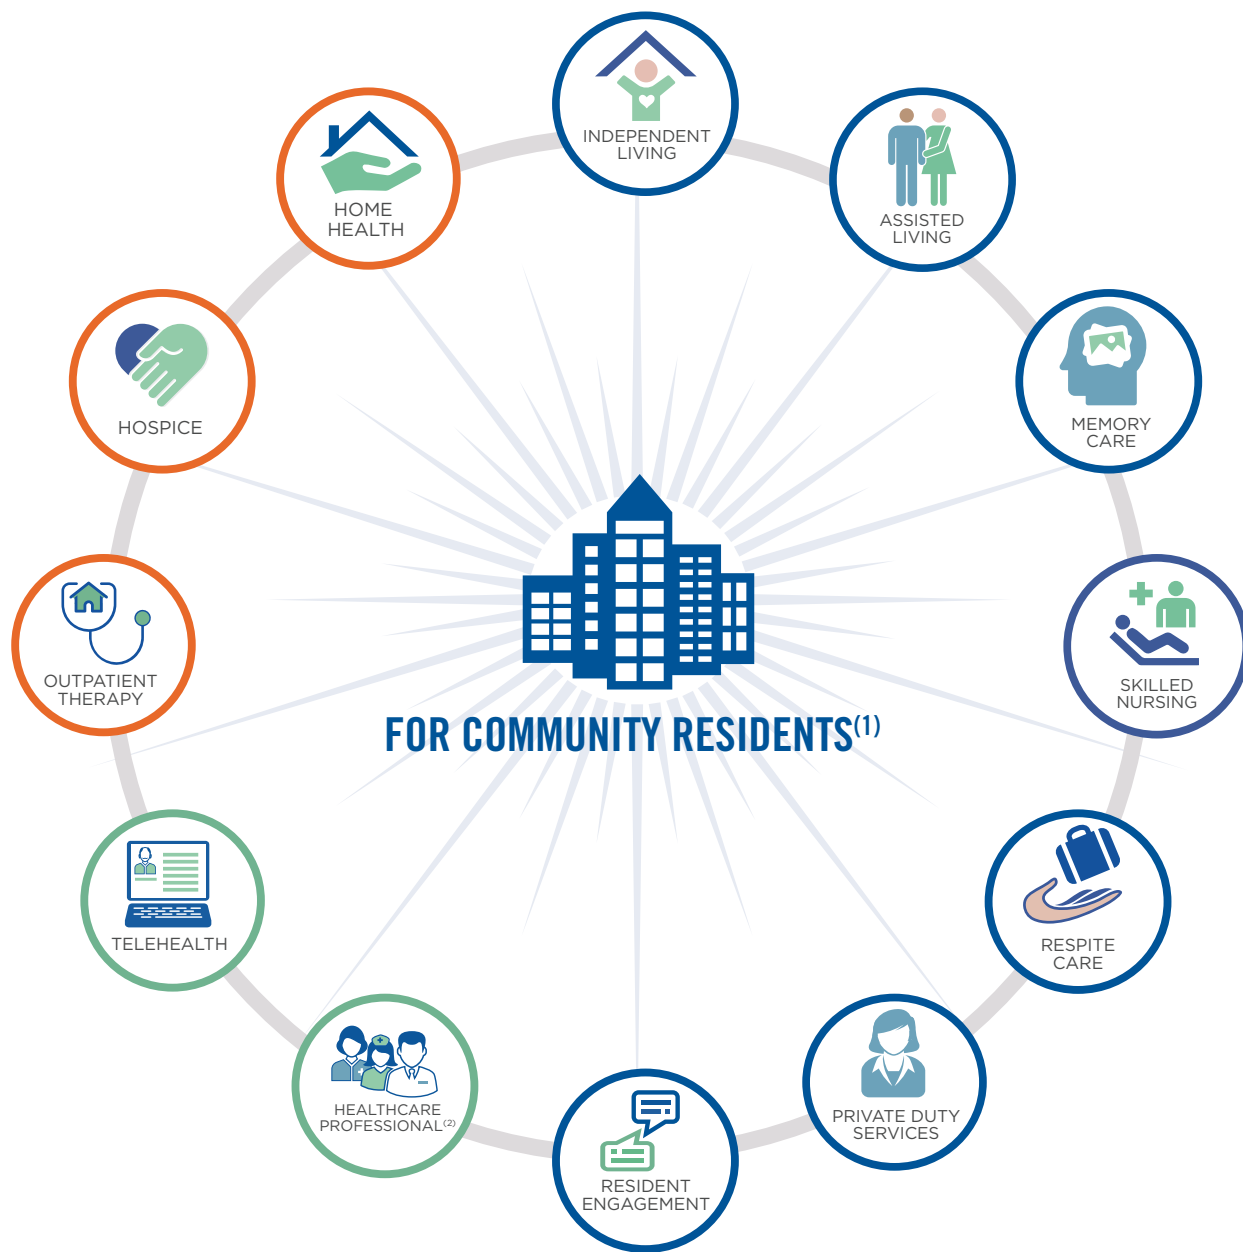 INDEPENDENT
LIVING
ASSISTED
LIVING
MEMORY
CARE
SKILLED
NURSING
RESPITE
CARE
PRIVATE DUTY
SERVICES
RESIDENT
ENGAGEMENT
HEALTHCARE
PROFESSIONAL(2)
TELEHEALTH
OUTPATIENT
THERAPY
HOSPICE
HOME
HEALTH
FOR COMMUNITY RESIDENTS(1)